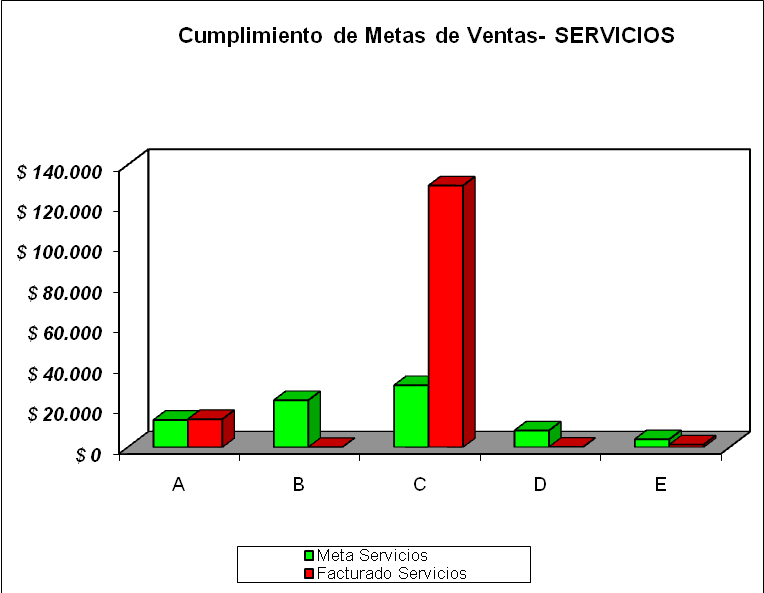 Cumplimiento de Metas de Ventas- SERVICIOS
$ 140.000
$ 120.000
$ 100.000
$ 80.000
$ 60.000
$ 40.000
$ 20.000
$ 0
A B C D E
Meta Servicios
Facturado Servicios